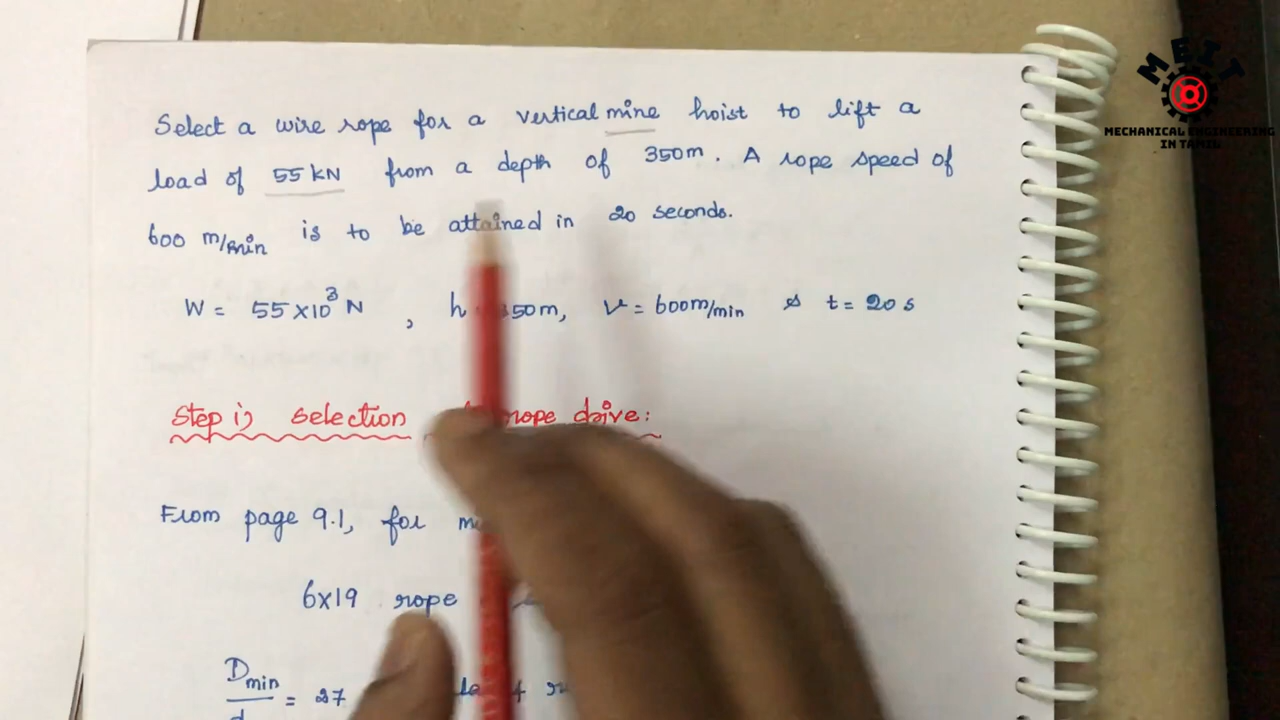 Select a wire rope for a vertical mine hoist to lift a
load of 55 kN from a depth of 350m. A rope speed of
600 m/min is to be attained in 20 seconds.
W = 55×10³ N , h 50m, v = 600m/min & t = 20 s
Step i) selection rope drive:
From page 9.1, for
6×19 rope
Dmin
= 27
MEIT
MECHANICAL ENGINEERING
IN TAMIL